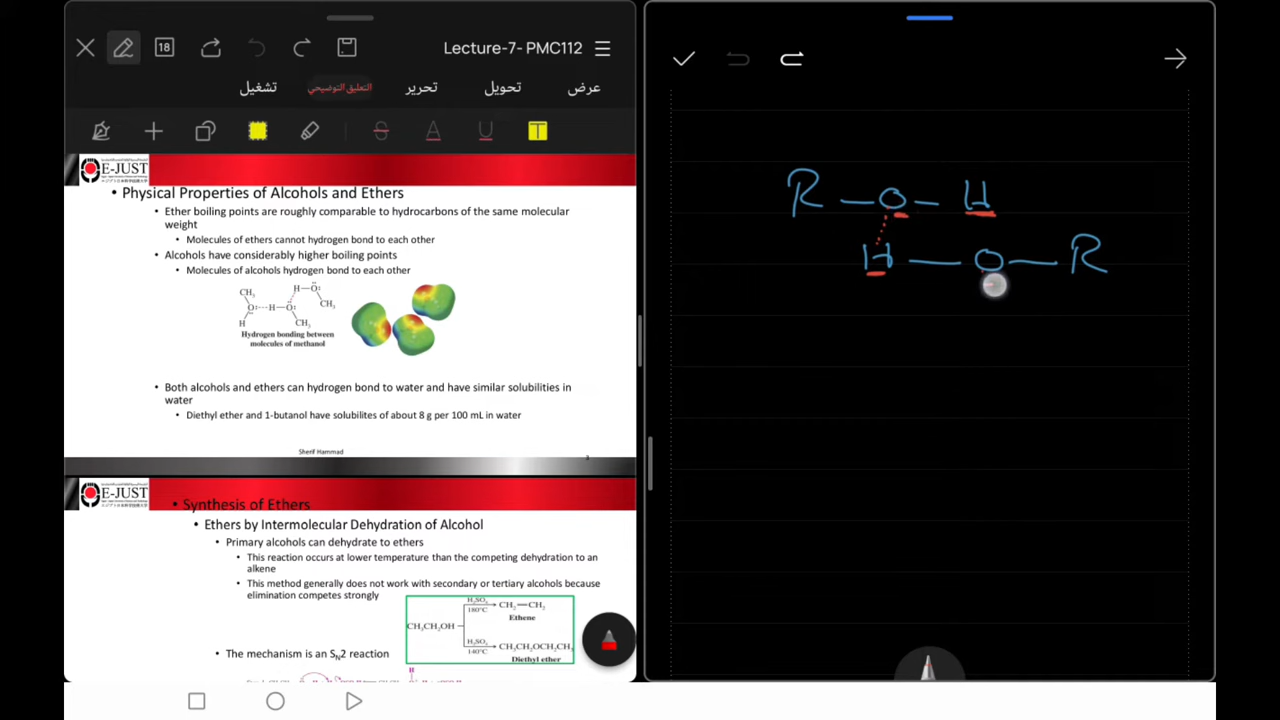 18
Lecture-7- PMC112
تشغيل التعليق التوضيحي تحرير تحويل عرض
A U T
E-JUST
• Physical Properties of Alcohols and Ethers
Ether boiling points are roughly comparable to hydrocarbons of the same molecular
weight
• Molecules of ethers cannot hydrogen bond to each other
• Alcohols have considerably higher boiling points
• Molecules of alcohols hydrogen bond to each other
Hydrogen bonding between
molecules of methanol
• Both alcohols and ethers can hydrogen bond to water and have similar solubilities in
water
• Diethyl ether and 1-butanol have solubilites of about 8 g per 100 mL in water
Sherif Hammad
3
E-JUST
• Synthesis of Ethers
• Ethers by Intermolecular Dehydration of Alcohol
• Primary alcohols can dehydrate to ethers
• This reaction occurs at lower temperature than the competing dehydration to an
alkene
• This method generally does not work with secondary or tertiary alcohols because
elimination competes strongly
CH₃CH₂OH
H₂SO₄
180°C
CH₂—CH₂
Ethene
H₂SO₄
140°C
CH₃CH₂OCH₂CH₃
Diethyl ether
• The mechanism is an SN2 reaction
R — O — H
H — O — R